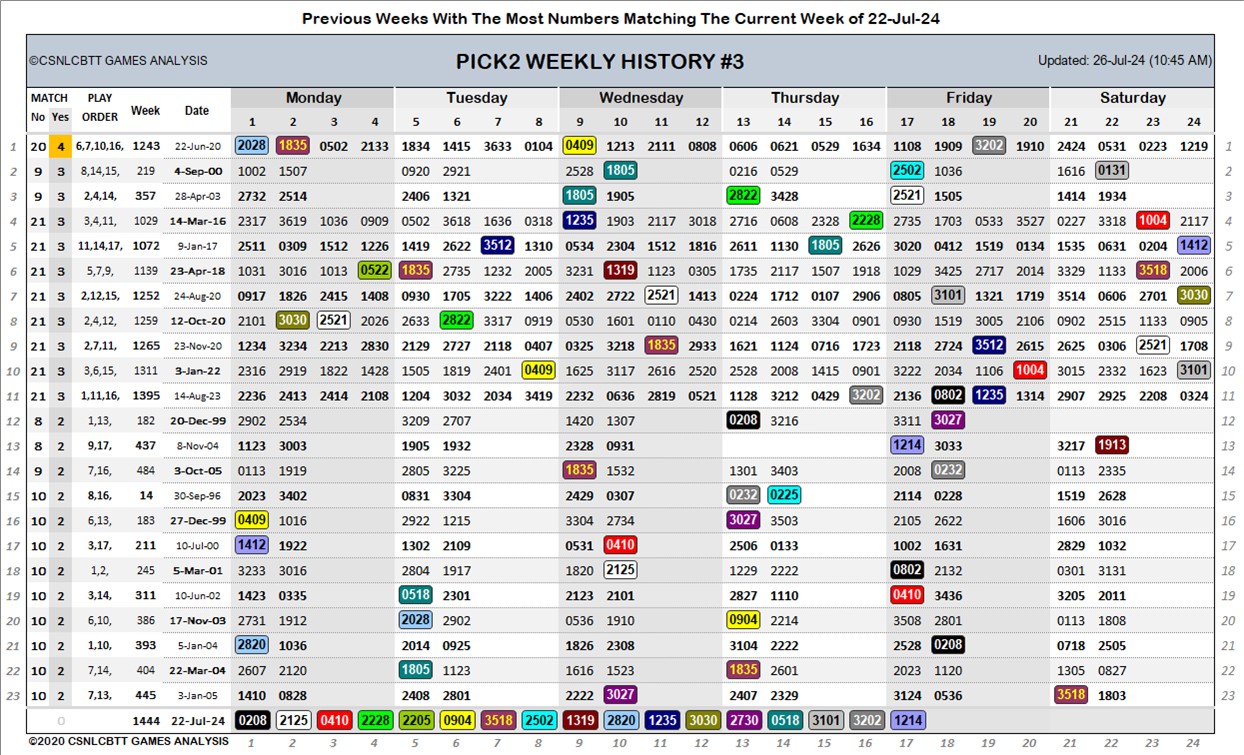 Previous Weeks With The Most Numbers Matching The Current Week of 22-Jul-24
©CSNLCBTT GAMES ANALYSIS PICK2 WEEKLY HISTORY #3 Updated: 26-Jul-24 (10:45 AM)
MATCH PLAY Week Date Monday Tuesday Wednesday Thursday Friday Saturday
No Yes ORDER 1 2 3 4 5 6 7 8 9 10 11 12 13 14 15 16 17 18 19 20 21 22 23 24
1 20 4 6,7,10,16, 1243 22-Jun-20 2028 1835 0502 2133 1834 1415 3633 0104 0409 1213 2111 0808 0606 0621 0529 1634 1108 1909 3202 1910 2424 0531 0223 1219 1
2 9 3 8,14,15, 219 4-Sep-00 1002 1507 0920 2921 2528 1805 0216 0529 2502 1036 1616 0131 2
3 9 3 2,4,14, 357 28-Apr-03 2732 2514 2406 1321 1805 1905 2822 3428 2521 1505 1414 1934 3
4 21 3 3,4,11, 1029 14-Mar-16 2317 3619 1036 0909 0502 3618 1636 0318 1235 1903 2117 3018 2716 0608 2328 2228 2735 1703 0533 0327 0227 3318 1004 2117 4
5 21 3 11,14,17, 1072 9-Jan-17 2511 0309 1512 1226 1419 2622 3512 1310 0534 2304 1512 1816 2611 1130 1805 2626 3020 0412 1519 0134 1535 0631 0204 1412 5
6 21 3 5,7,9, 1139 23-Apr-18 1031 3016 1013 0522 1835 2735 1232 2005 3231 1319 1123 0305 1735 2117 1507 1918 1029 3425 2717 2014 3329 1133 3518 2006 6
7 21 3 2,12,15, 1252 24-Aug-20 0917 1826 2415 1408 0930 1705 3222 1406 2402 2722 2521 1413 0224 1712 0107 2906 0805 3101 1321 1719 3514 0606 2701 3030 7
8 21 3 2,4,12, 1259 12-Oct-20 2101 3030 2521 2026 2633 2822 3317 0919 0530 1601 0110 0430 0214 2603 3304 0901 0930 1519 3005 2106 0902 2515 1133 0905 8
9 21 3 2,7,11, 1265 23-Nov-20 1234 3234 2213 2830 2129 2727 2118 0407 0325 3218 1835 2933 1621 1124 0716 1723 2118 2724 3512 2615 2625 0306 2521 1708 9
10 21 3 3,6,15, 1311 3-Jan-22 2316 2919 1822 1428 1505 1819 2401 0409 1625 3117 2616 2520 2528 2008 1415 0901 3222 2034 1106 1004 3015 2332 1623 3101 10
11 21 3 1,11,16, 1395 14-Aug-23 2236 2413 2414 2108 1204 3032 2034 3419 2232 0636 2819 0521 1128 3212 0429 3202 2136 0802 1235 1314 2907 2925 2208 0324 11
12 8 2 1,13, 182 20-Dec-99 2902 2534 3209 2707 1420 1307 0208 3216 3311 3027 12
13 8 2 9,17, 437 8-Nov-04 1123 3003 1905 1932 2328 0931 1214 3033 3217 1913 13
14 9 2 7,16, 484 3-Oct-05 0113 1919 2805 3225 1835 1532 1301 3403 2008 0232 0113 2335 14
15 10 2 8,16, 14 30-Sep-96 2023 3402 0831 3304 2429 0307 0232 0225 2114 0228 1519 2628 15
16 10 2 6,13, 183 27-Dec-99 0409 1016 2922 1215 3304 2734 3027 3503 2105 2622 1606 3016 16
17 10 2 3,17, 211 10-Jul-00 1412 1922 1302 2109 0531 0410 2506 0133 1002 1631 2829 1032 17
18 10 2 1,2, 245 5-Mar-01 3233 3016 2804 1917 1820 2125 1229 2222 0802 2132 0301 3131 18
19 10 2 3,14, 311 10-Jun-02 1423 0335 0518 2301 2123 2101 2827 1110 0410 3436 3205 2011 19
20 10 2 6,10, 386 17-Nov-03 2731 1912 2028 2902 0536 1910 0904 2214 3508 2801 0113 1808 20
21 10 2 1,10, 393 5-Jan-04 2820 1036 2014 0925 1826 2308 3104 2222 2528 0208 0718 2505 21
22 10 2 7,14, 404 22-Mar-04 2607 2120 1805 1123 1616 1523 1835 2601 2023 1120 1305 0827 22
23 10 2 7,13, 445 3-Jan-05 1410 0828 2408 2801 2222 3027 2407 2329 3124 0536 3518 1803 23
0 1444 22-Jul-24 0208 2125 0410 2228 2205 0904 3518 2502 1319 2820 1235 3030 2730 0518 3101 3202 1214
©2020 CSNLCBTT GAMES ANALYSIS 1 2 3 4 5 6 7 8 9 10 11 12 13 14 15 16 17 18 19 20 21 22 23 24